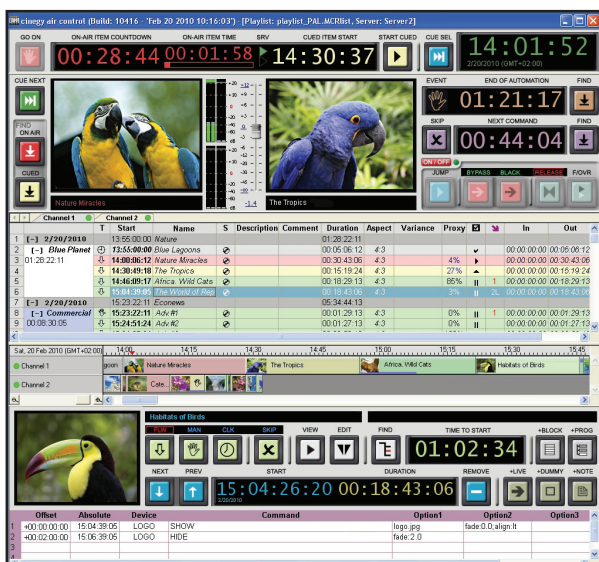 cinegy air control (Build: 10416 - 'Feb 20 2010 10:16:03') - [Playlist: playlist_PAL.MCRlist, Server: Server2]
GO ON ON-AIR ITEM COUNTDOWN ON-AIR ITEM TIME SRV CUED ITEM START START CUED CUE SEL
00:28:44 00:01:58 14:30:37 14:01:52
2/20/2010 (GMT+02:00)
CUE NEXT
EVENT END OF AUTOMATION FIND
01:21:17
FIND ON AIR
SKIP NEXT COMMAND FIND
00:44:04
ON / OFF
CUED
JUMP BYPASS BLACK RELEASE F/OVR
Nature Miracles
-1.4
The Tropics
Channel 1 Channel 2
T Start Name S Description Comment Duration Aspect Variance Proxy In Out
1 [-] 2/20/2010 13:55:00:00 Nature 01:28:22:11
2 [-] Blue Planet 13:55:00:00 Blue Lagoons 00:05:06:12 4:3 00:00:00:00 00:05:06:12
3 01:28:22:11 14:00:06:12 Nature Miracles 00:30:43:06 4:3 4% 00:00:00:00 00:30:43:06
4 14:30:49:18 The Tropics 00:15:19:24 4:3 27% 00:00:00:00 00:15:19:24
5 14:46:09:17 Africa. Wild Cats 00:18:29:13 4:3 85% 1 00:00:00:00 00:18:29:13
6 15:04:39:05 The World of Rep 00:18:43:06 4:3 3% 2L 00:00:00:00 00:18:43:06
7 [-] 2/20/2010 15:23:22:11 Econews 05:34:44:13
8 [-] Commercial 15:23:22:11 Adv.#1 00:01:29:13 4:3 0% 1 00:00:00:00 00:01:29:13
9 00:08:30:05 15:24:51:24 Adv.#2 00:01:27:13 4:3 0% 00:00:00:00 00:01:27:13
Sat, 20 Feb 2010 (GMT+02:00) 14:00 14:15 14:30 14:45 15:00 15:15 15:30 15:45
Channel 1 goon Nature Miracles The Tropics Africa. Wild Cats Habitats of Birds
Channel 2 Cate...
Habitats of Birds
FLW MAN CLK SKIP VIEW EDIT FIND TIME TO START +BLOCK +PROG
01:02:34
NEXT PREV START DURATION REMOVE +LIVE +DUMMY +NOTE
15:04:26:20 00:18:43:06
2/20/2010
Offset Absolute Device Command Option1 Option2 Option3
1 +00:00:00:00 15:04:39:05 LOGO SHOW logo.jpg fade:0.0;align:lt
2 +00:02:00:00 15:06:39:05 LOGO HIDE fade:2.0
3
4